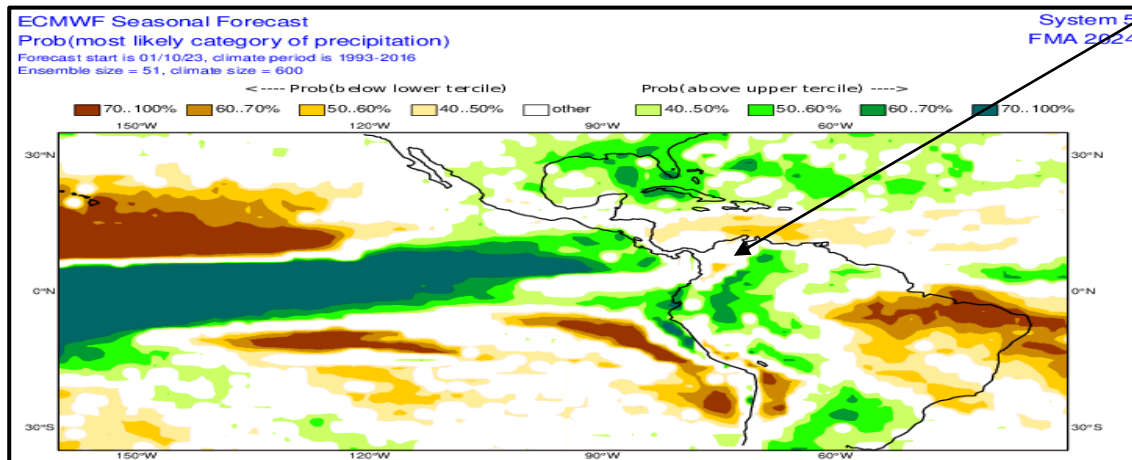 ECMWF Seasonal Forecast System 5
Prob(most likely category of precipitation) FMA 2024
Forecast start is 01/10/23, climate period is 1993-2016
Ensemble size = 51, climate size = 600
<---- Prob(below lower tercile) Prob(above upper tercile) ---->
70..100% 60..70% 50..60% 40..50% other 40..50% 50..60% 60..70% 70..100%
150°W 120°W 90°W 60°W
30°N 30°N
0°N 0°N
30°S 30°S
150°W 120°W 90°W 60°W